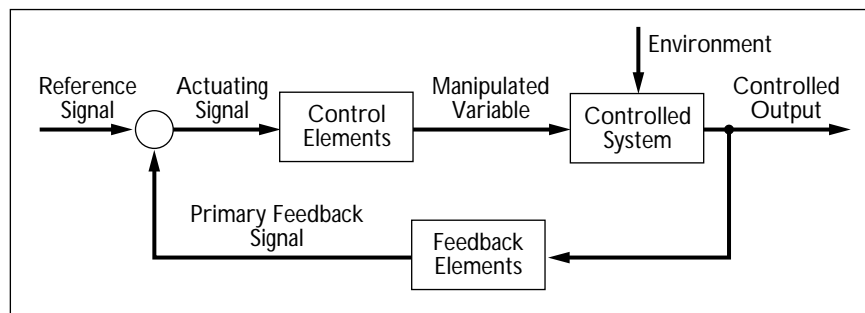 Environment
Reference
Signal
Actuating
Signal
Control
Elements
Manipulated
Variable
Controlled
System
Controlled
Output
Primary Feedback
Signal
Feedback
Elements